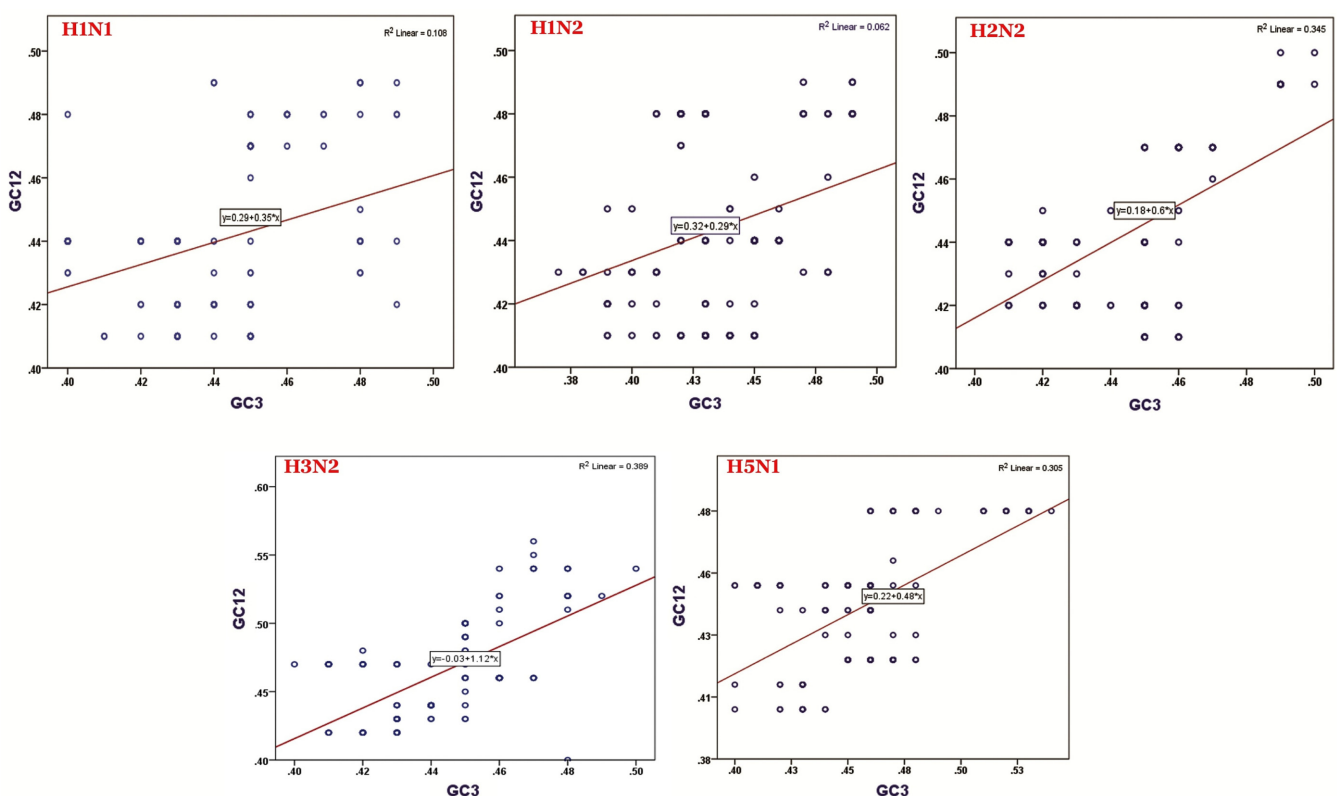 H1N1
R2 Linear = 0.108
.50
.48
.46
.44
.42
.40
GC12
y=0.29+0.35*x
.40
.42
.44
.46
.48
.50
GC3
H1N2
R2 Linear = 0.062
.50
.48
.46
.44
.42
.40
GC12
y=0.32+0.29*x
.38
.40
.43
.45
.48
.50
GC3
H2N2
R2 Linear = 0.345
.50
.48
.46
.44
.42
.40
GC12
y=0.18+0.6*x
.40
.42
.44
.46
.48
.50
GC3
H3N2
R2 Linear = 0.389
.60
.55
.50
.45
.40
GC12
y=-0.03+1.12*x
.40
.42
.44
.46
.48
.50
GC3
H5N1
R2 Linear = 0.305
.48
.46
.43
.41
.38
GC12
y=0.22+0.48*x
.40
.43
.45
.48
.50
.53
GC3